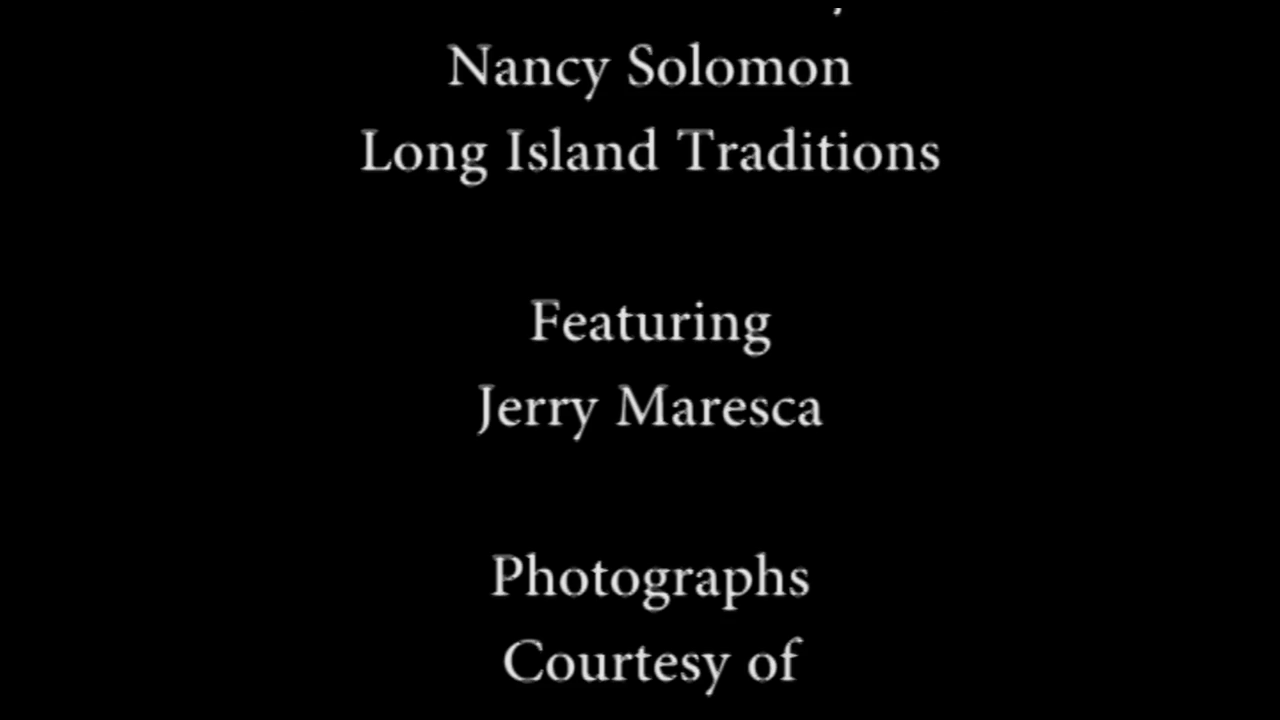 Nancy Solomon
Long Island Traditions
Featuring
Jerry Maresca
Photographs
Courtesy of